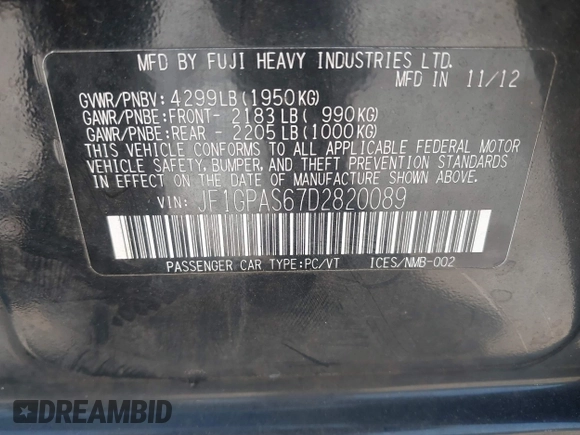 MFD BY FUJI HEAVY INDUSTRIES LTD.
MFD IN 11/12
GVWR/PNBV: 4299LB(1950KG)
GAWR/PNBE:FRONT- 2183LB( 990KG)
GAWR/PNBE:REAR - 2205LB(1000KG)
THIS VEHICLE CONFORMS TO ALL APPLICABLE FEDERAL MOTOR
VEHICLE SAFETY, BUMPER, AND THEFT PREVENTION STANDARDS
IN EFFECT ON THE DATE OF MANUFACTURE SHOWN ABOVE.
VIN: JF1GPAS67D2820089
PASSENGER CAR TYPE:PC/VT ICES/NMB-002
DREAMBID